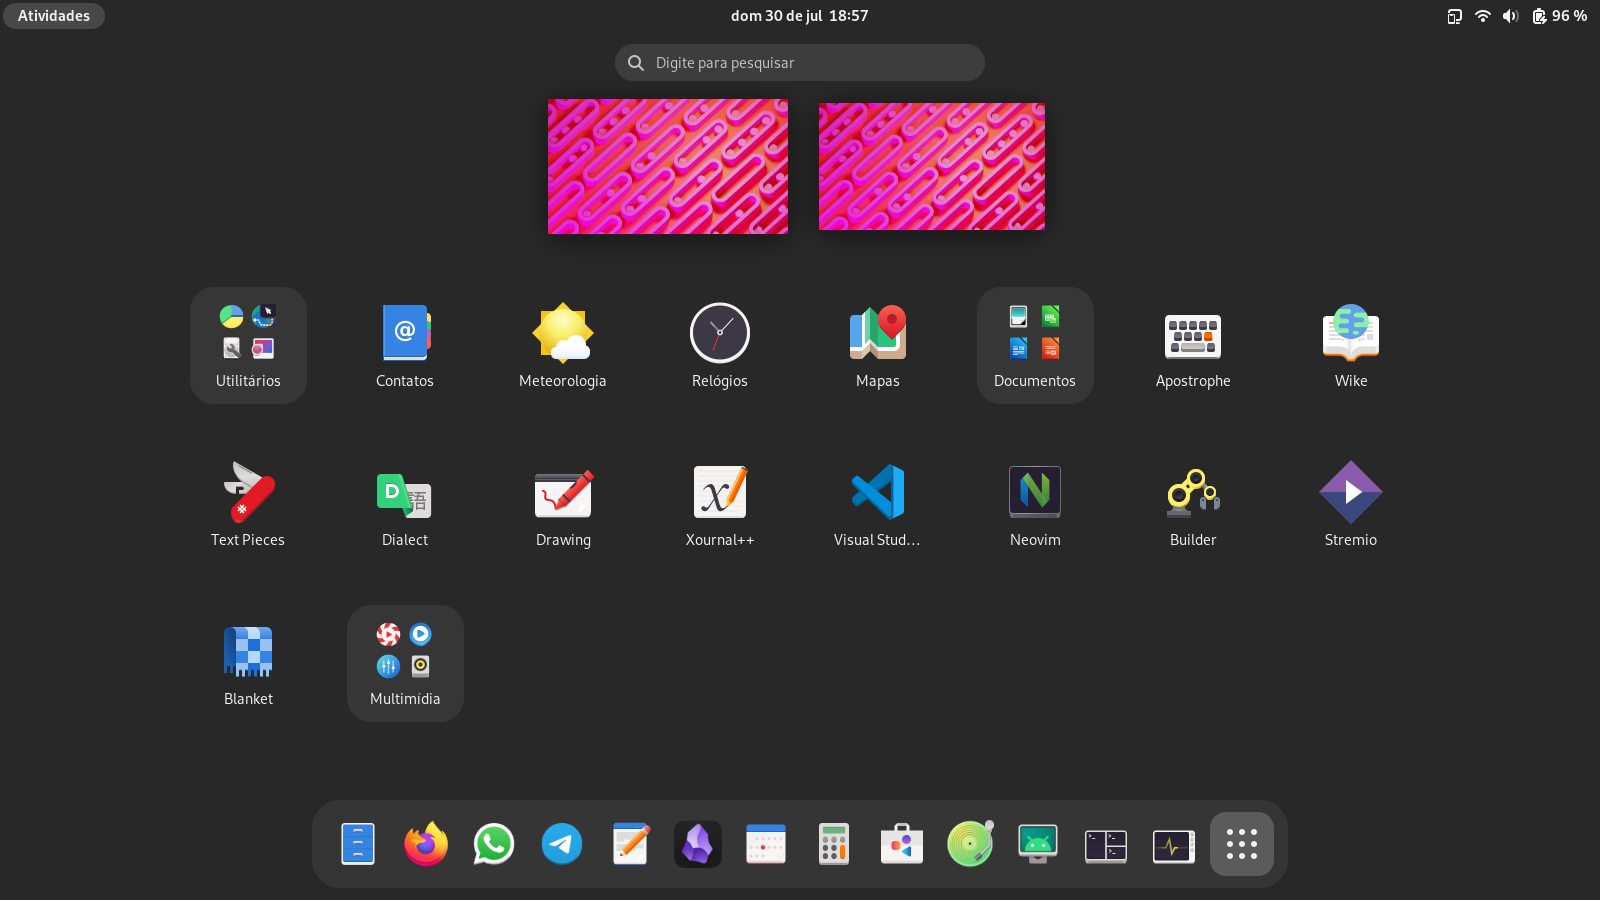 Atividades
dom 30 de jul 18:57
96 %
Digite para pesquisar
Utilitários
Contatos
Meteorologia
Relógios
Mapas
Documentos
Apostrophe
Wike
Text Pieces
Dialect
Drawing
Xournal++
Visual Stud...
Neovim
Builder
Stremio
Blanket
Multimídia